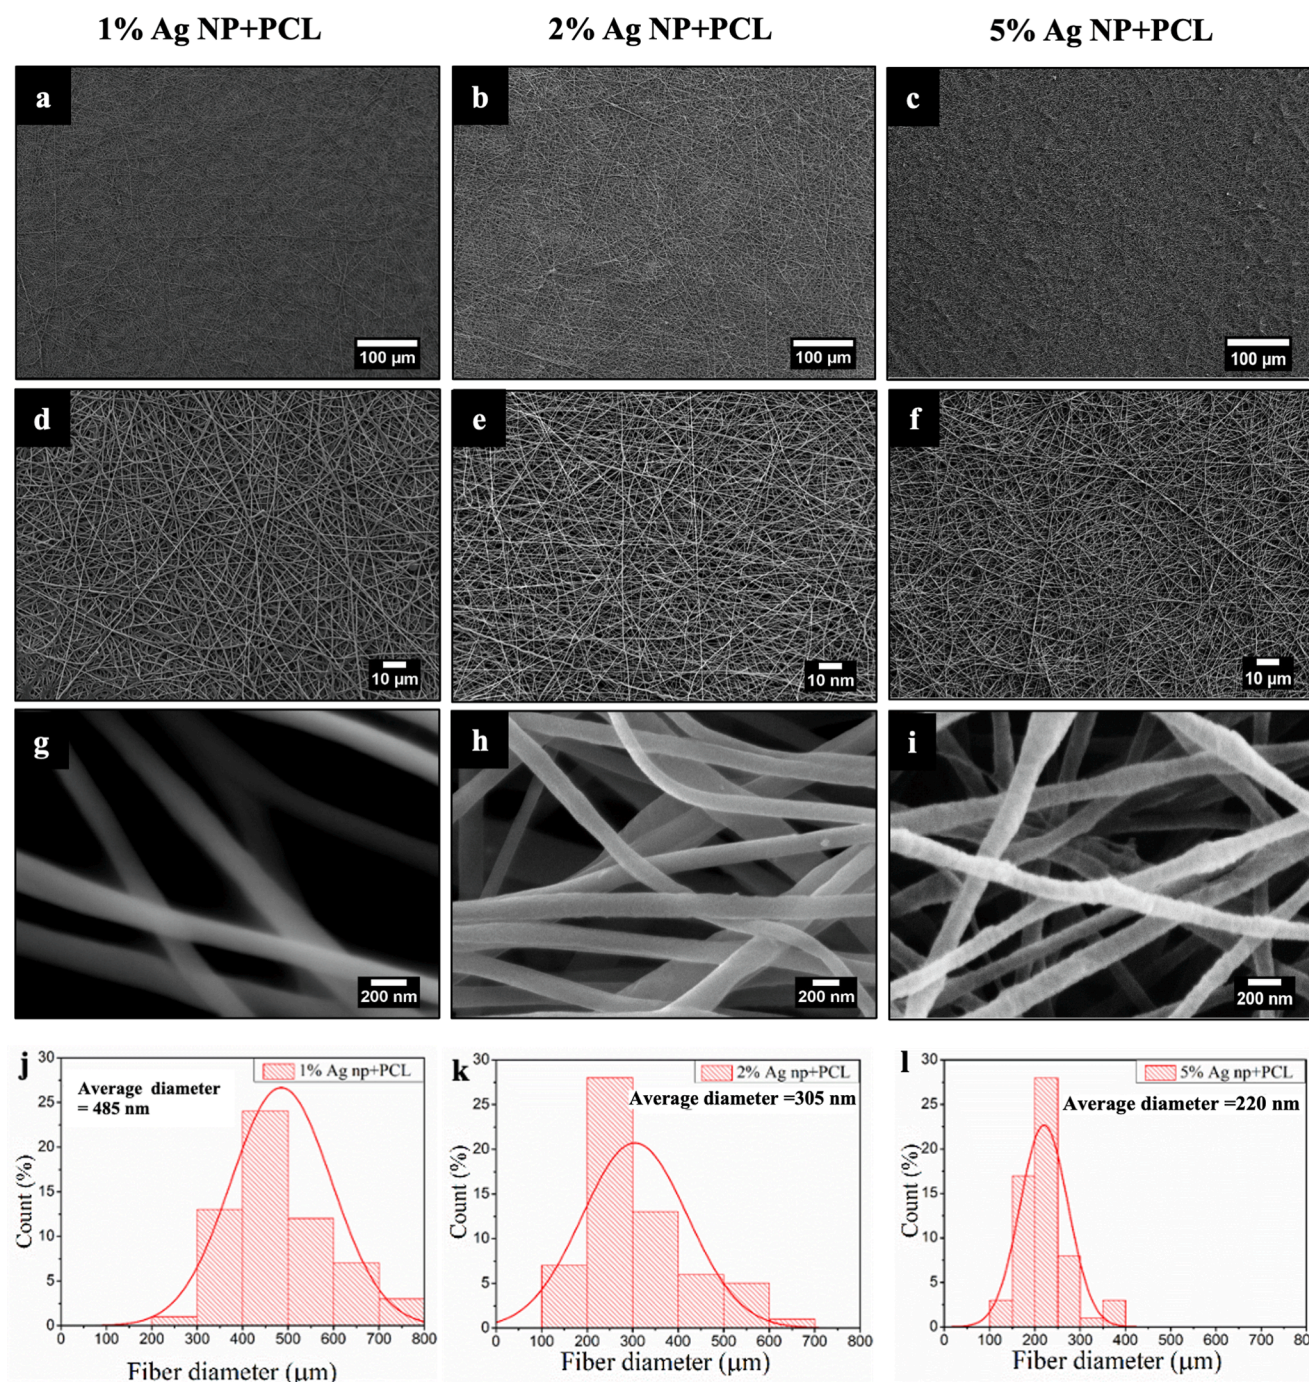 1% Ag NP+PCL
2% Ag NP+PCL
5% Ag NP+PCL
a
b
c
100 µm
100 µm
100 µm
d
e
f
10 µm
10 nm
10 µm
g
h
i
200 nm
200 nm
200 nm
j
30
25
20
15
10
5
0
Count (%)
1% Ag np+PCL
Average diameter
= 485 nm
0 100 200 300 400 500 600 700 800
Fiber diameter (µm)
k
30
25
20
15
10
5
0
Count (%)
2% Ag np+PCL
Average diameter =305 nm
0 100 200 300 400 500 600 700 800
Fiber diameter (µm)
l
30
25
20
15
10
5
0
Count (%)
5% Ag np+PCL
Average diameter =220 nm
0 100 200 300 400 500 600 700 800
Fiber diameter (µm)